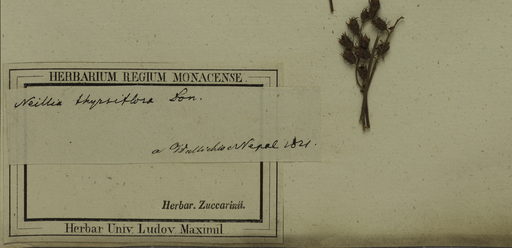 HERBARIUM REGIUM MONACENSE.
Neillia thyrsiflora Don.
a Wallich e Nepal 1821.
Herbar. Zuccarinii.
Herbar. Univ. Ludov. Maximil